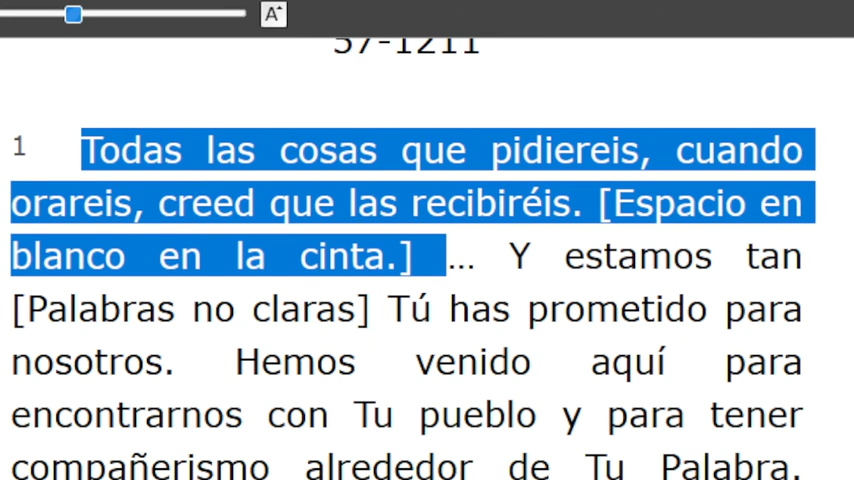 A
57-1211
1 Todas las cosas que pidiereis, cuando
orareis, creed que las recibiréis. [Espacio en
blanco en la cinta.] ... Y estamos tan
[Palabras no claras] Tú has prometido para
nosotros. Hemos venido aquí para
encontrarnos con Tu pueblo y para tener
compañerismo alrededor de Tu Palabra.